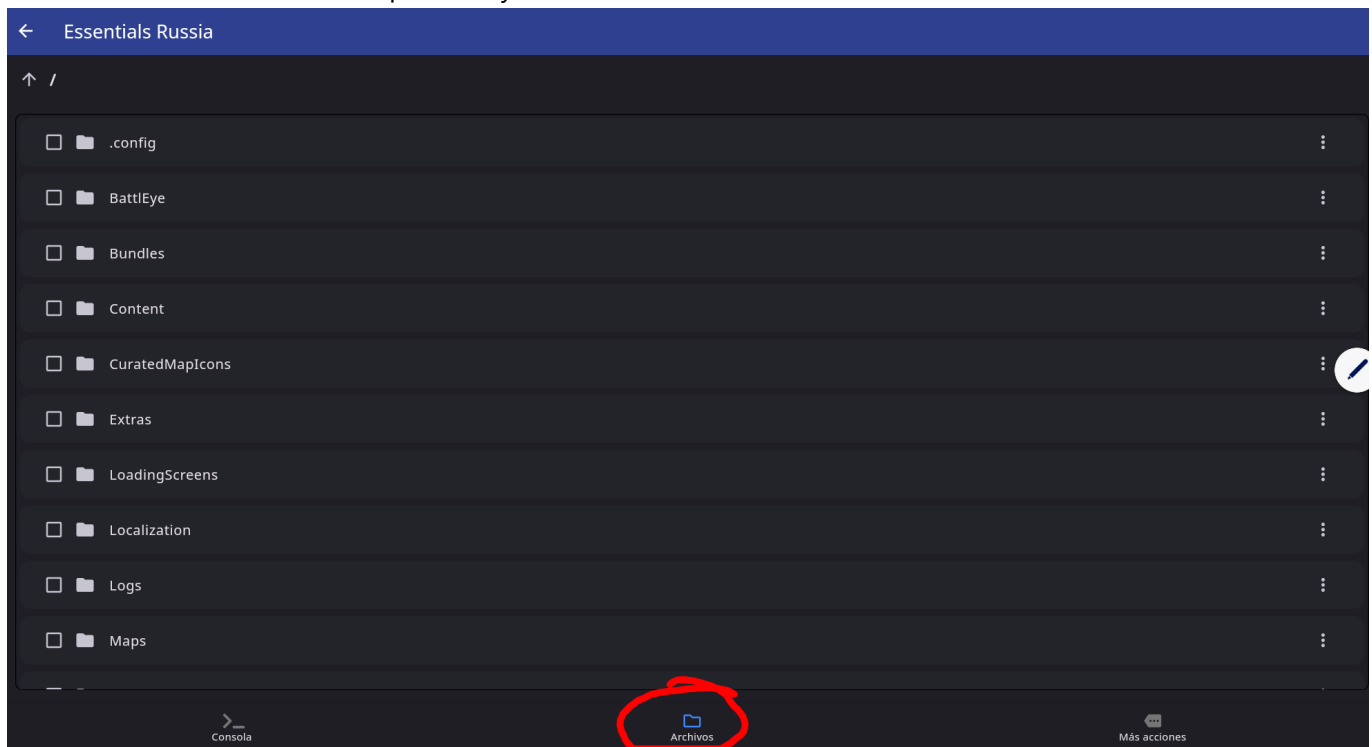 Essentials Russia
/
.config
BattlEye
Bundles
Content
CuratedMapIcons
Extras
LoadingScreens
Localization
Logs
Maps
Consola
Archivos
Más acciones